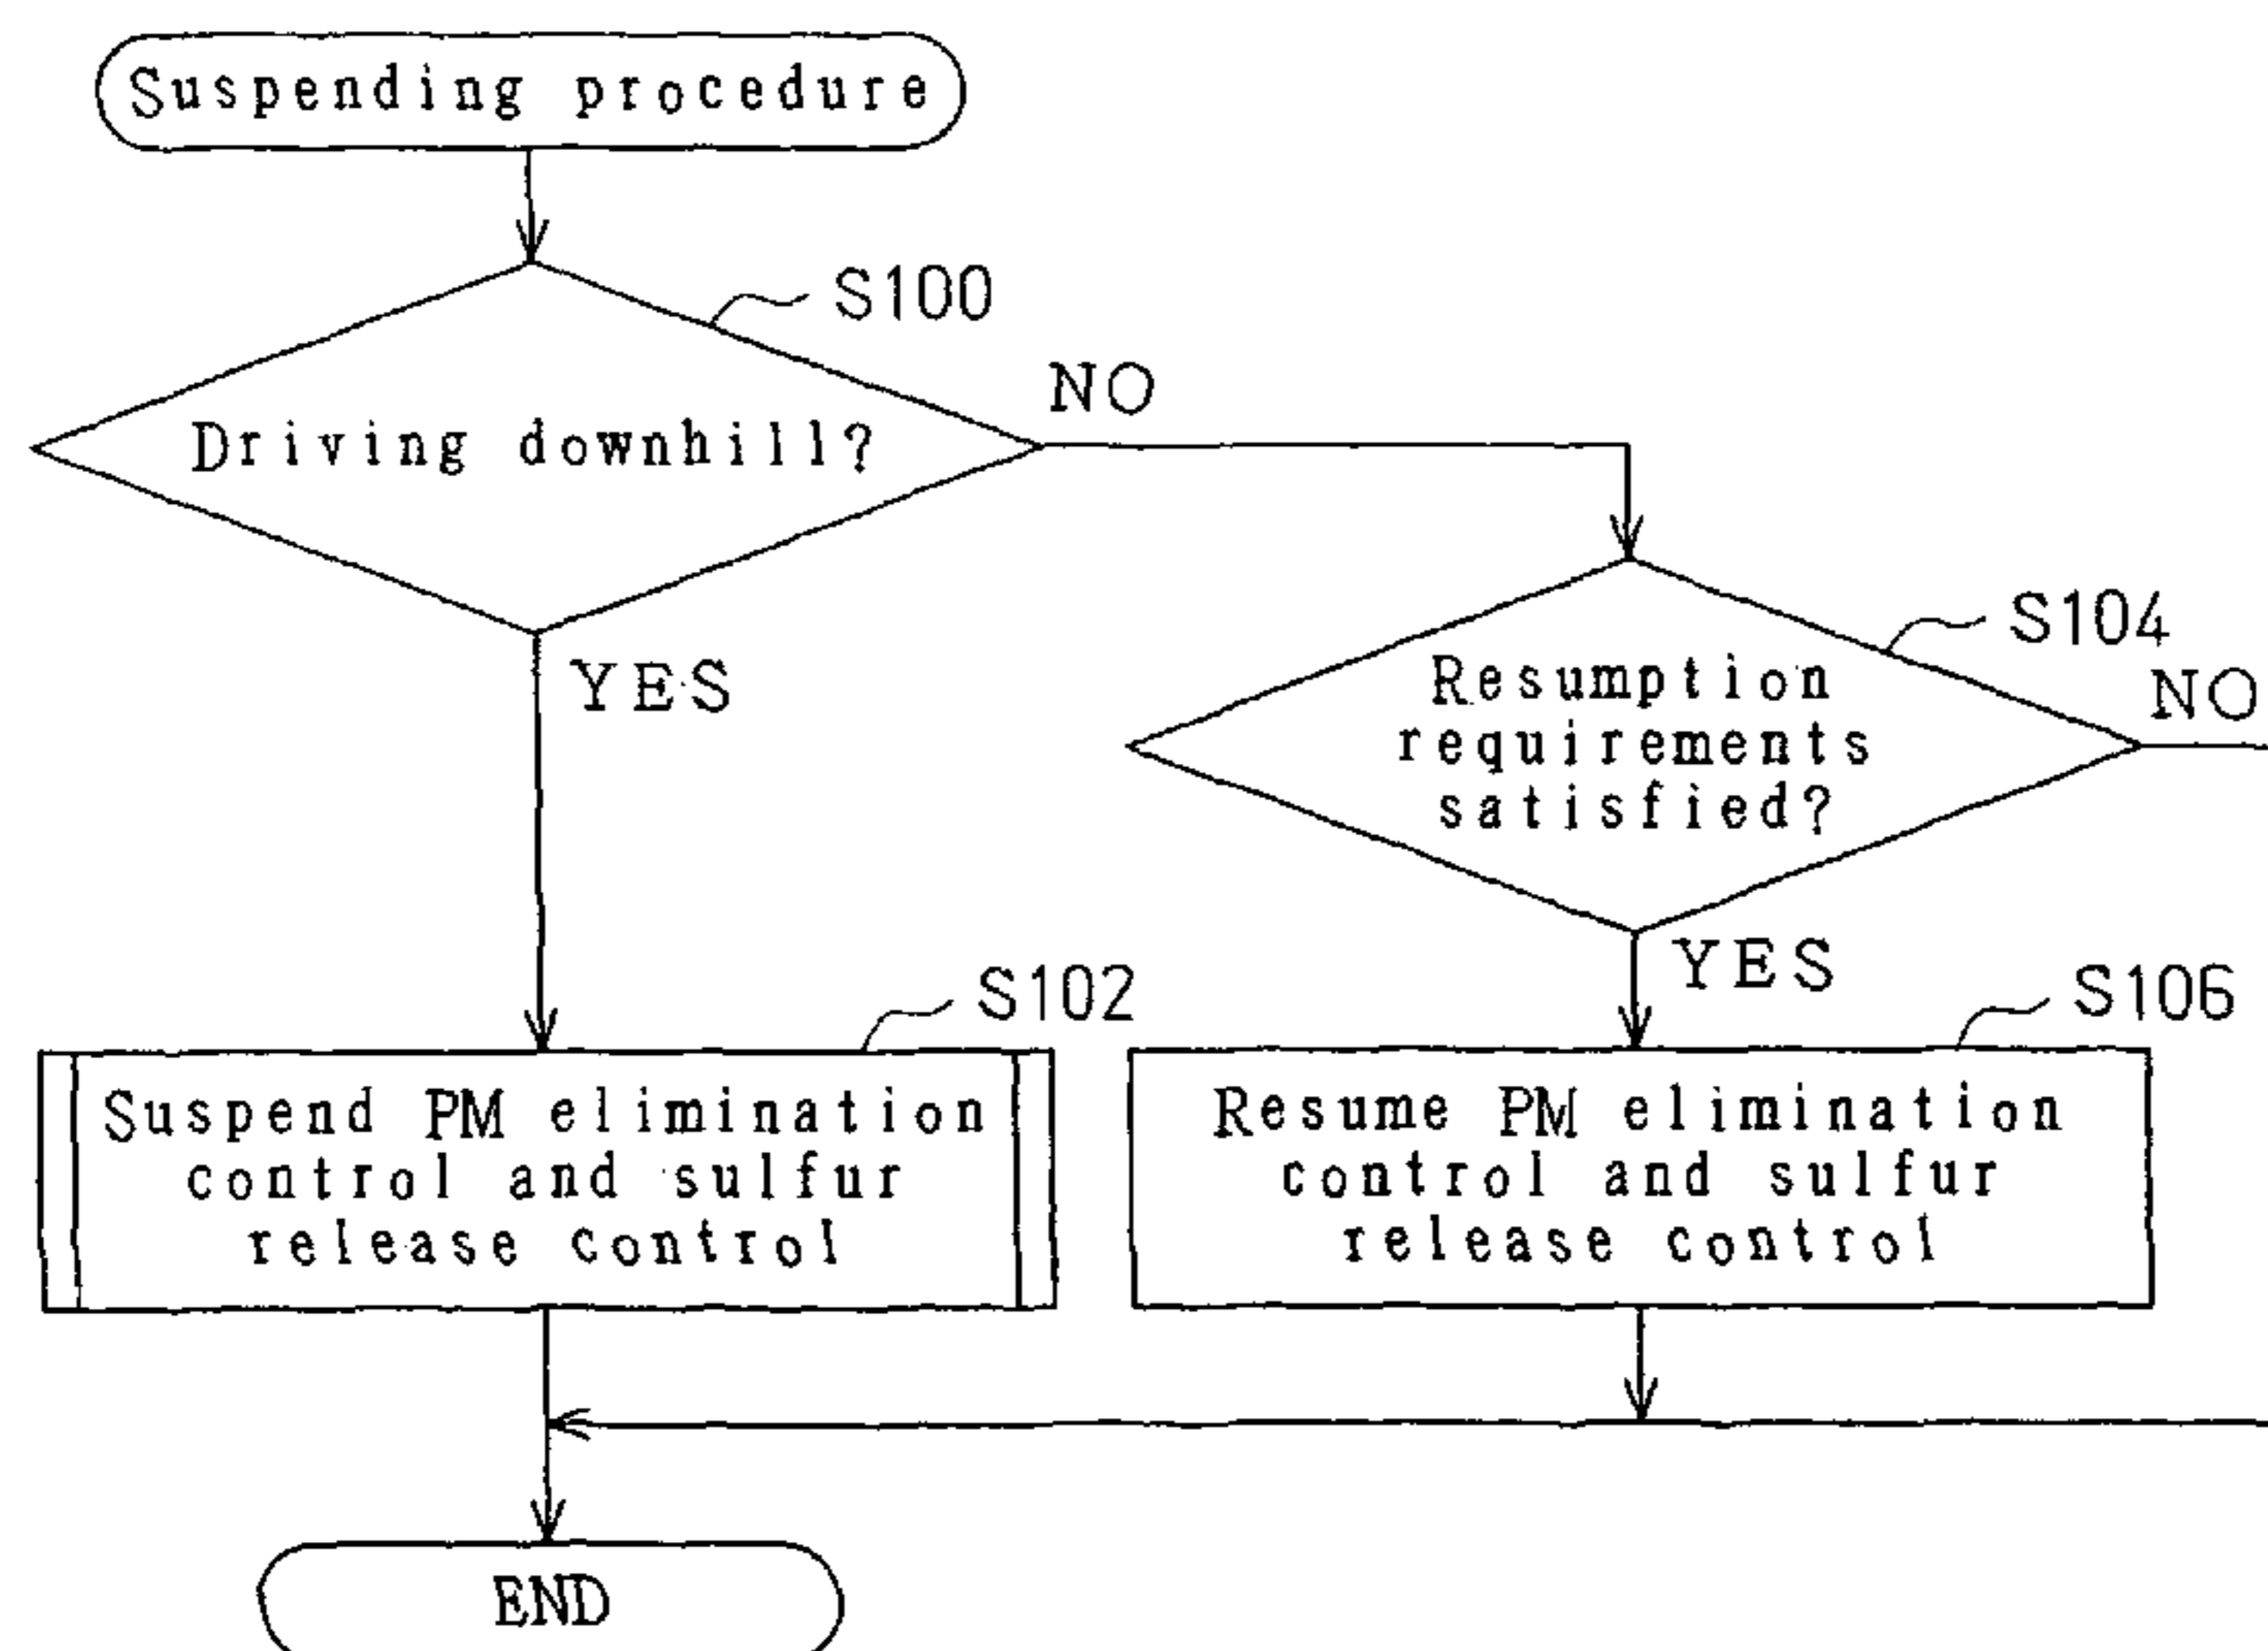 Suspending procedure
S100
Driving downhill?
NO
YES
S104
Resumption
requirements
satisfied?
NO
YES
S102
Suspend PM elimination
control and sulfur
release control
S106
Resume PM elimination
control and sulfur
release control
END